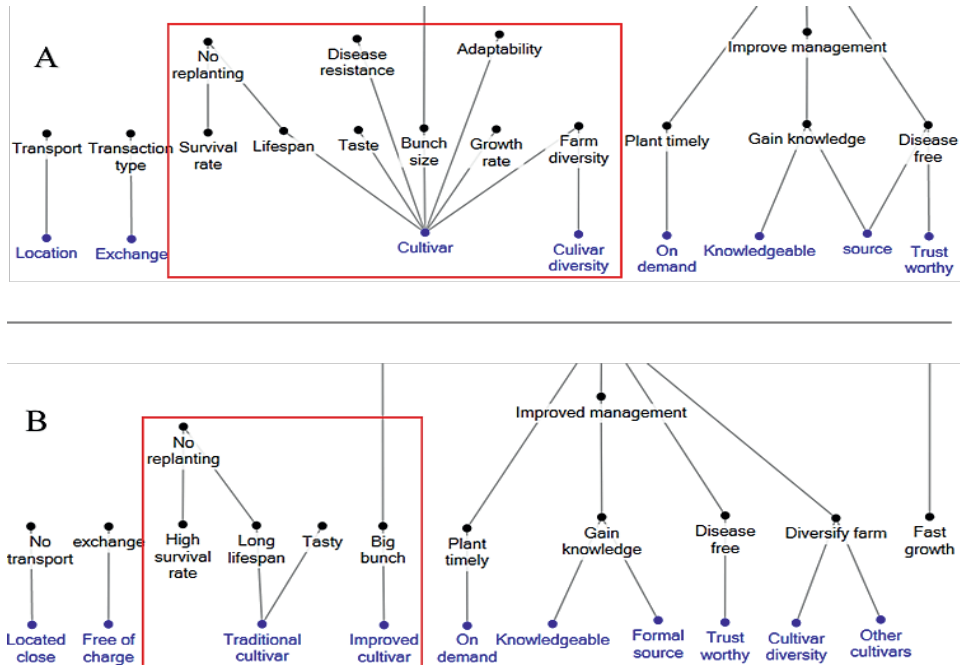 A
No
replanting
Disease
resistance
Adaptability
Improve management
Transport
Transaction
type
Survival
rate
Lifespan
Taste
Bunch
size
Growth
rate
Farm
diversity
Plant timely
Gain knowledge
Disease
free
Location
Exchange
Cultivar
Culivar
diversity
On
demand
Knowledgeable
source
Trust
worthy
B
No
replanting
Improved management
No
transport
exchange
High
survival
rate
Long
lifespan
Tasty
Big
bunch
Plant
timely
Gain
knowledge
Disease
free
Diversify farm
Fast
growth
Located
close
Free of
charge
Traditional
cultivar
Improved
cultivar
On
demand
Knowledgeable
Formal
source
Trust
worthy
Cultivar
diversity
Other
cultivars